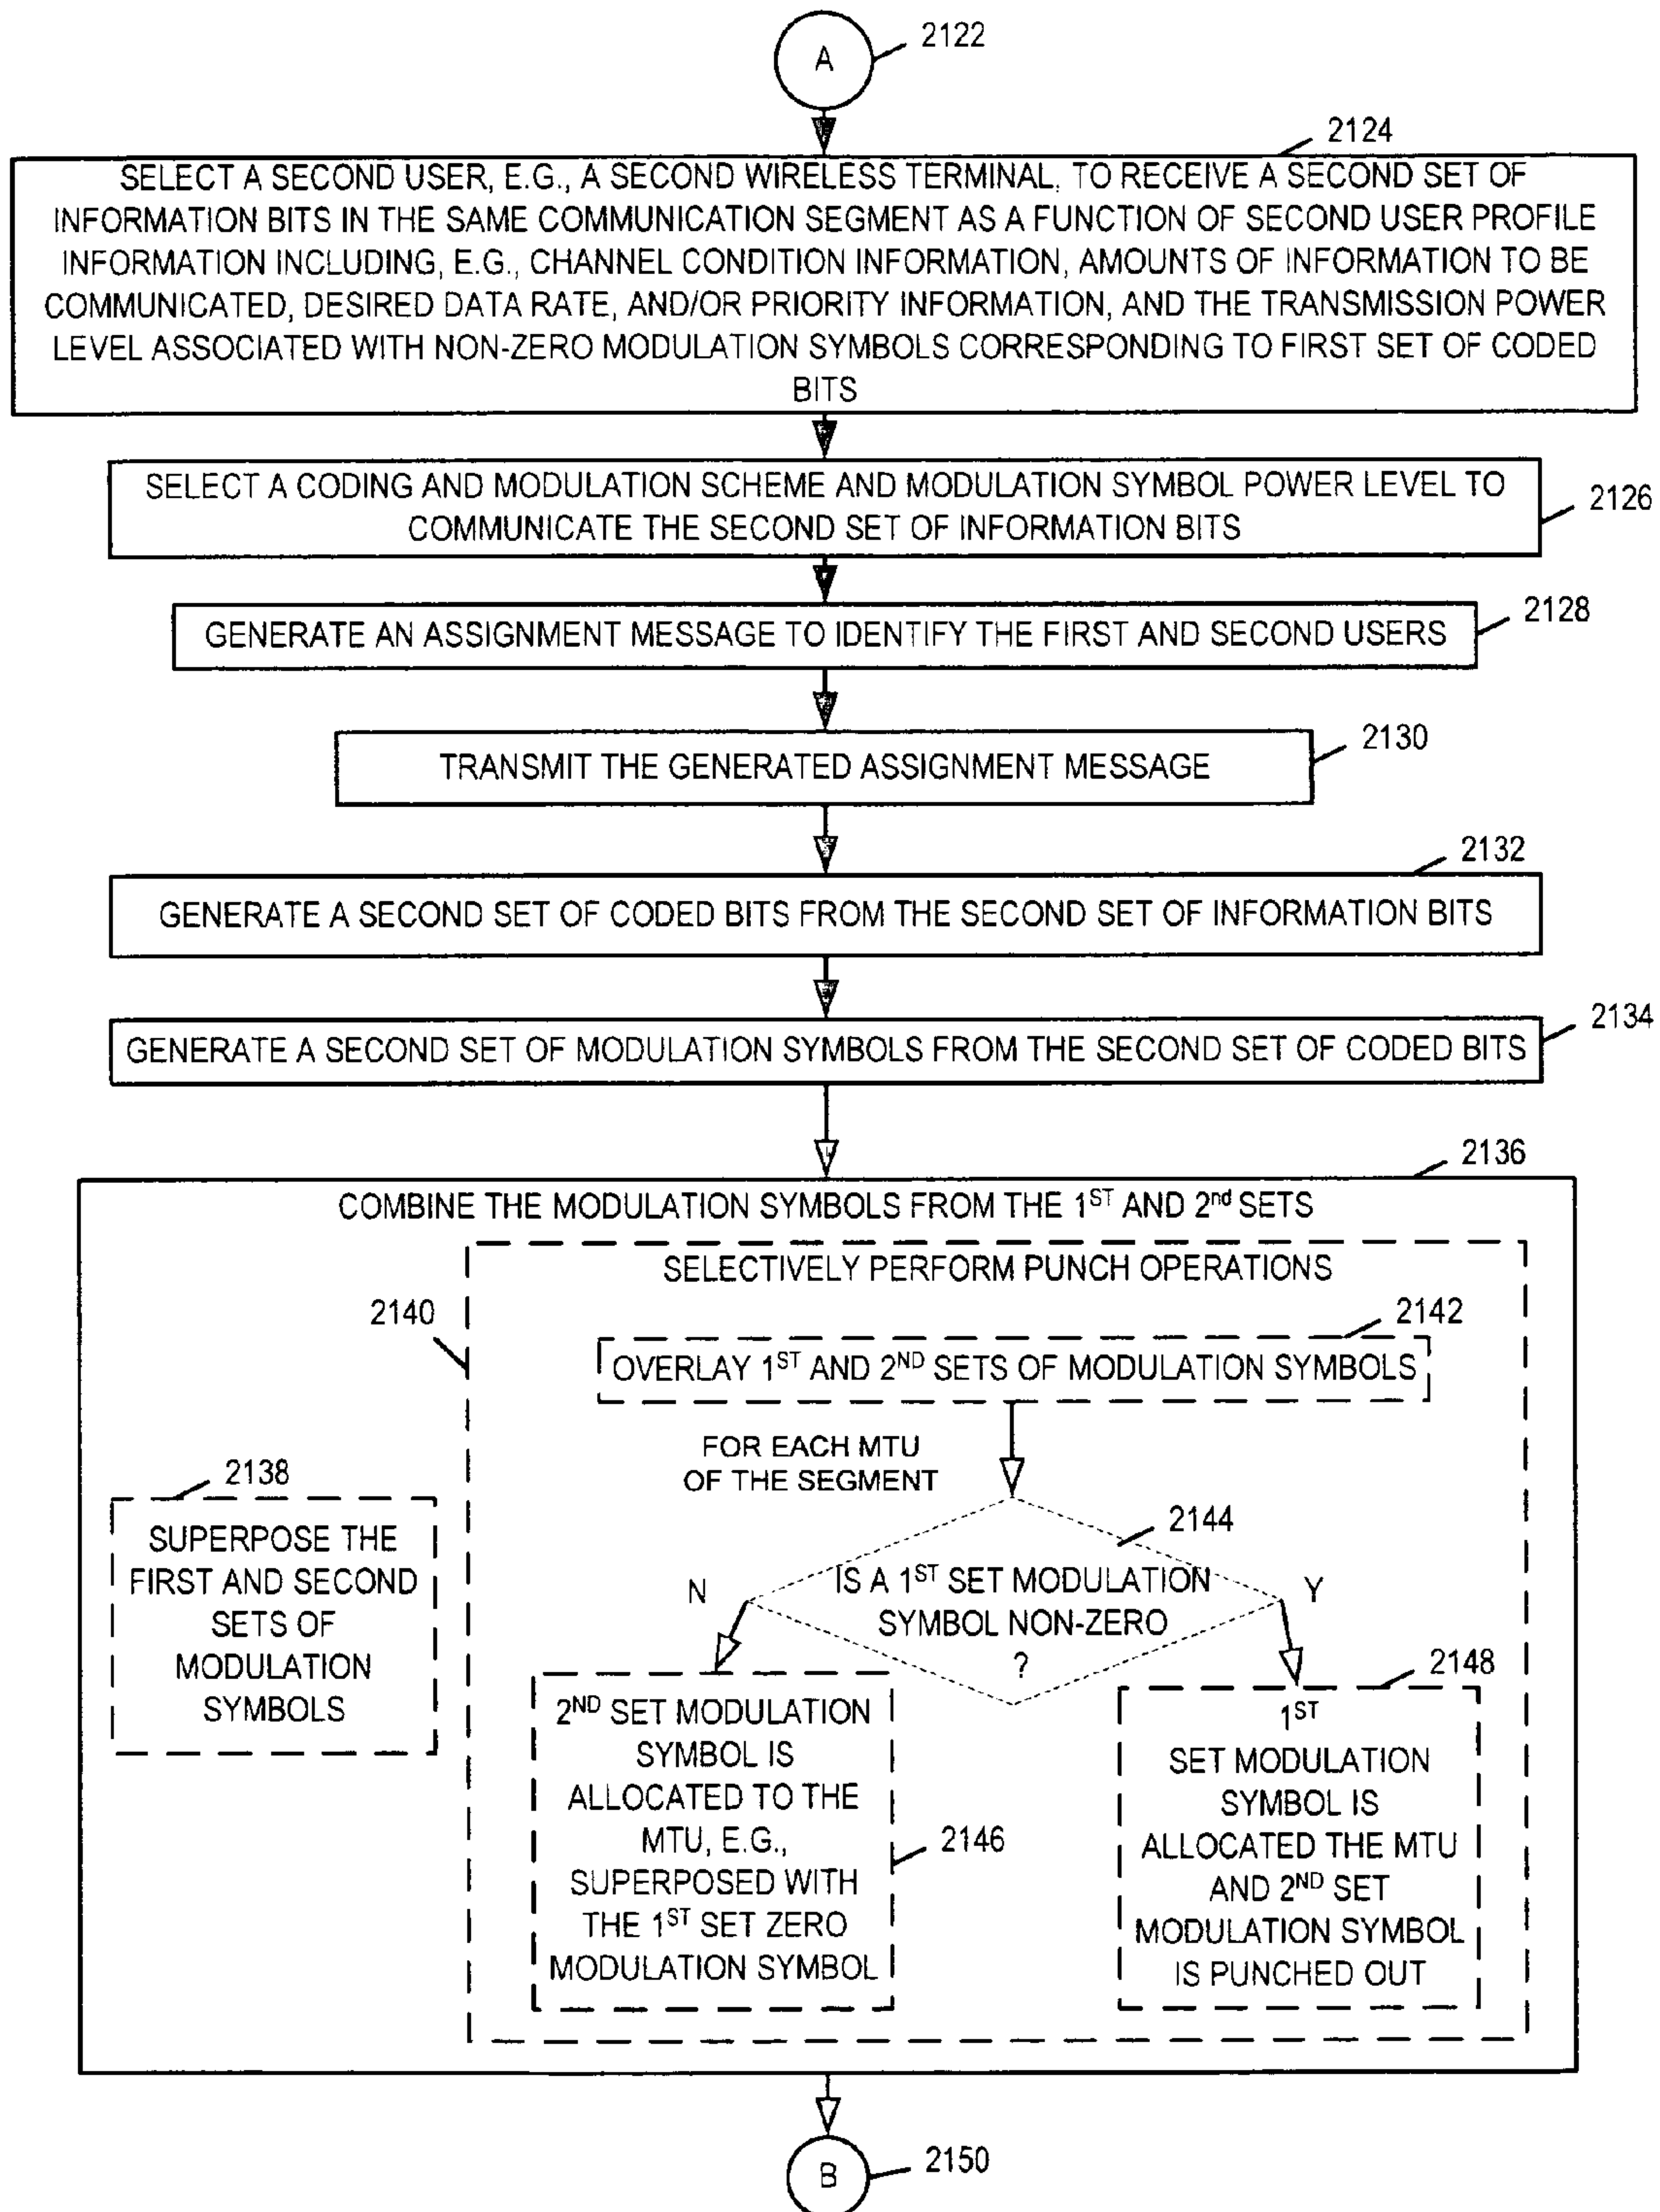 A
2122
2124
SELECT A SECOND USER, E.G., A SECOND WIRELESS TERMINAL, TO RECEIVE A SECOND SET OF
INFORMATION BITS IN THE SAME COMMUNICATION SEGMENT AS A FUNCTION OF SECOND USER PROFILE
INFORMATION INCLUDING, E.G., CHANNEL CONDITION INFORMATION, AMOUNTS OF INFORMATION TO BE
COMMUNICATED, DESIRED DATA RATE, AND/OR PRIORITY INFORMATION, AND THE TRANSMISSION POWER
LEVEL ASSOCIATED WITH NON-ZERO MODULATION SYMBOLS CORRESPONDING TO FIRST SET OF CODED
BITS
SELECT A CODING AND MODULATION SCHEME AND MODULATION SYMBOL POWER LEVEL TO
COMMUNICATE THE SECOND SET OF INFORMATION BITS
2126
GENERATE AN ASSIGNMENT MESSAGE TO IDENTIFY THE FIRST AND SECOND USERS
2128
TRANSMIT THE GENERATED ASSIGNMENT MESSAGE
2130
2132
GENERATE A SECOND SET OF CODED BITS FROM THE SECOND SET OF INFORMATION BITS
2134
GENERATE A SECOND SET OF MODULATION SYMBOLS FROM THE SECOND SET OF CODED BITS
2136
COMBINE THE MODULATION SYMBOLS FROM THE 1ST AND 2nd SETS
SELECTIVELY PERFORM PUNCH OPERATIONS
2140
2142
OVERLAY 1ST AND 2ND SETS OF MODULATION SYMBOLS
FOR EACH MTU
OF THE SEGMENT
2138
SUPERPOSE THE
FIRST AND SECOND
SETS OF
MODULATION
SYMBOLS
2144
N
IS A 1ST SET MODULATION
SYMBOL NON-ZERO
?
Y
2ND SET MODULATION
SYMBOL IS
ALLOCATED TO THE
MTU, E.G.,
SUPERPOSED WITH
THE 1ST SET ZERO
MODULATION SYMBOL
2146
2148
1ST
SET MODULATION
SYMBOL IS
ALLOCATED THE MTU
AND 2ND SET
MODULATION SYMBOL
IS PUNCHED OUT
B
2150